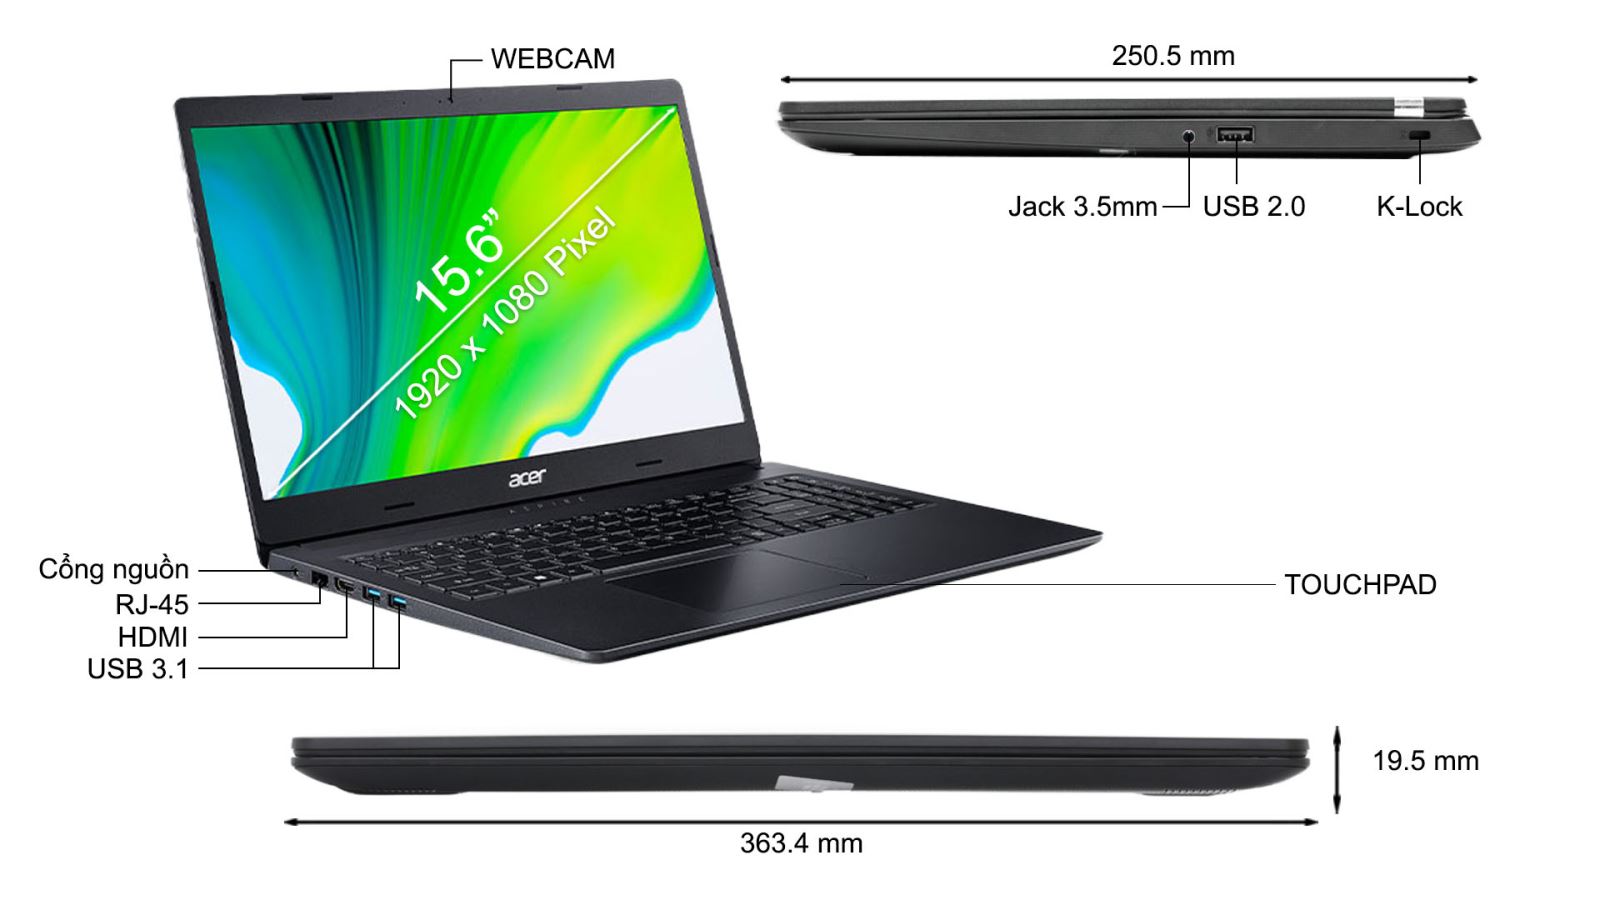 WEBCAM
250.5 mm
Jack 3.5mm
USB 2.0
K-Lock
15.6”
1920 x 1080 Pixel
acer
ASPIRE
Cổng nguồn
RJ-45
HDMI
USB 3.1
TOUCHPAD
19.5 mm
363.4 mm